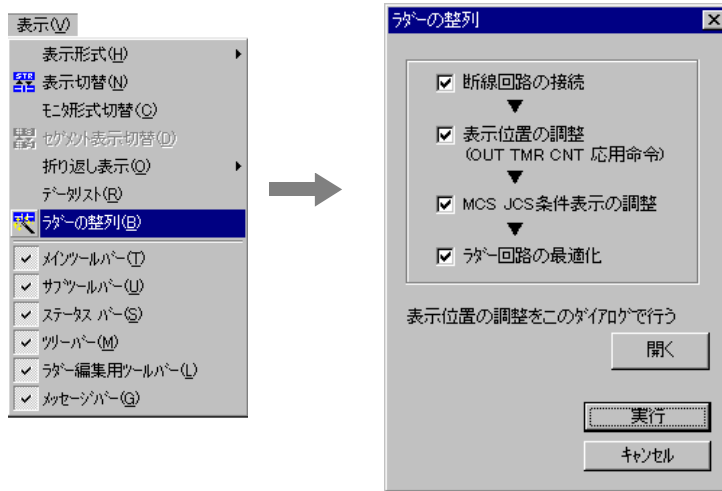 表示(V)
表示形式(H)
STR
表示切替(N)
ﾓﾆﾀ形式切替(C)
ｾｸﾞﾒﾝﾄ表示切替(D)
折り返し表示(O)
ﾃﾞｰﾀﾘｽﾄ(R)
ﾗﾀﾞｰの整列(B)
ﾒｲﾝﾂｰﾙﾊﾞｰ(T)
ｻﾌﾞﾂｰﾙﾊﾞｰ(U)
ｽﾃｰﾀｽ ﾊﾞｰ(S)
ﾂﾘｰﾊﾞｰ(M)
ﾗﾀﾞｰ編集用ﾂｰﾙﾊﾞｰ(L)
ﾒｯｾｰｼﾞﾊﾞｰ(G)
ﾗﾀﾞｰの整列
断線回路の接続
表示位置の調整
(OUT TMR CNT 応用命令)
MCS JCS条件表示の調整
ﾗﾀﾞｰ回路の最適化
表示位置の調整をこのﾀﾞｲｱﾛｸﾞで行う
開く
実行
ｷｬﾝｾﾙ